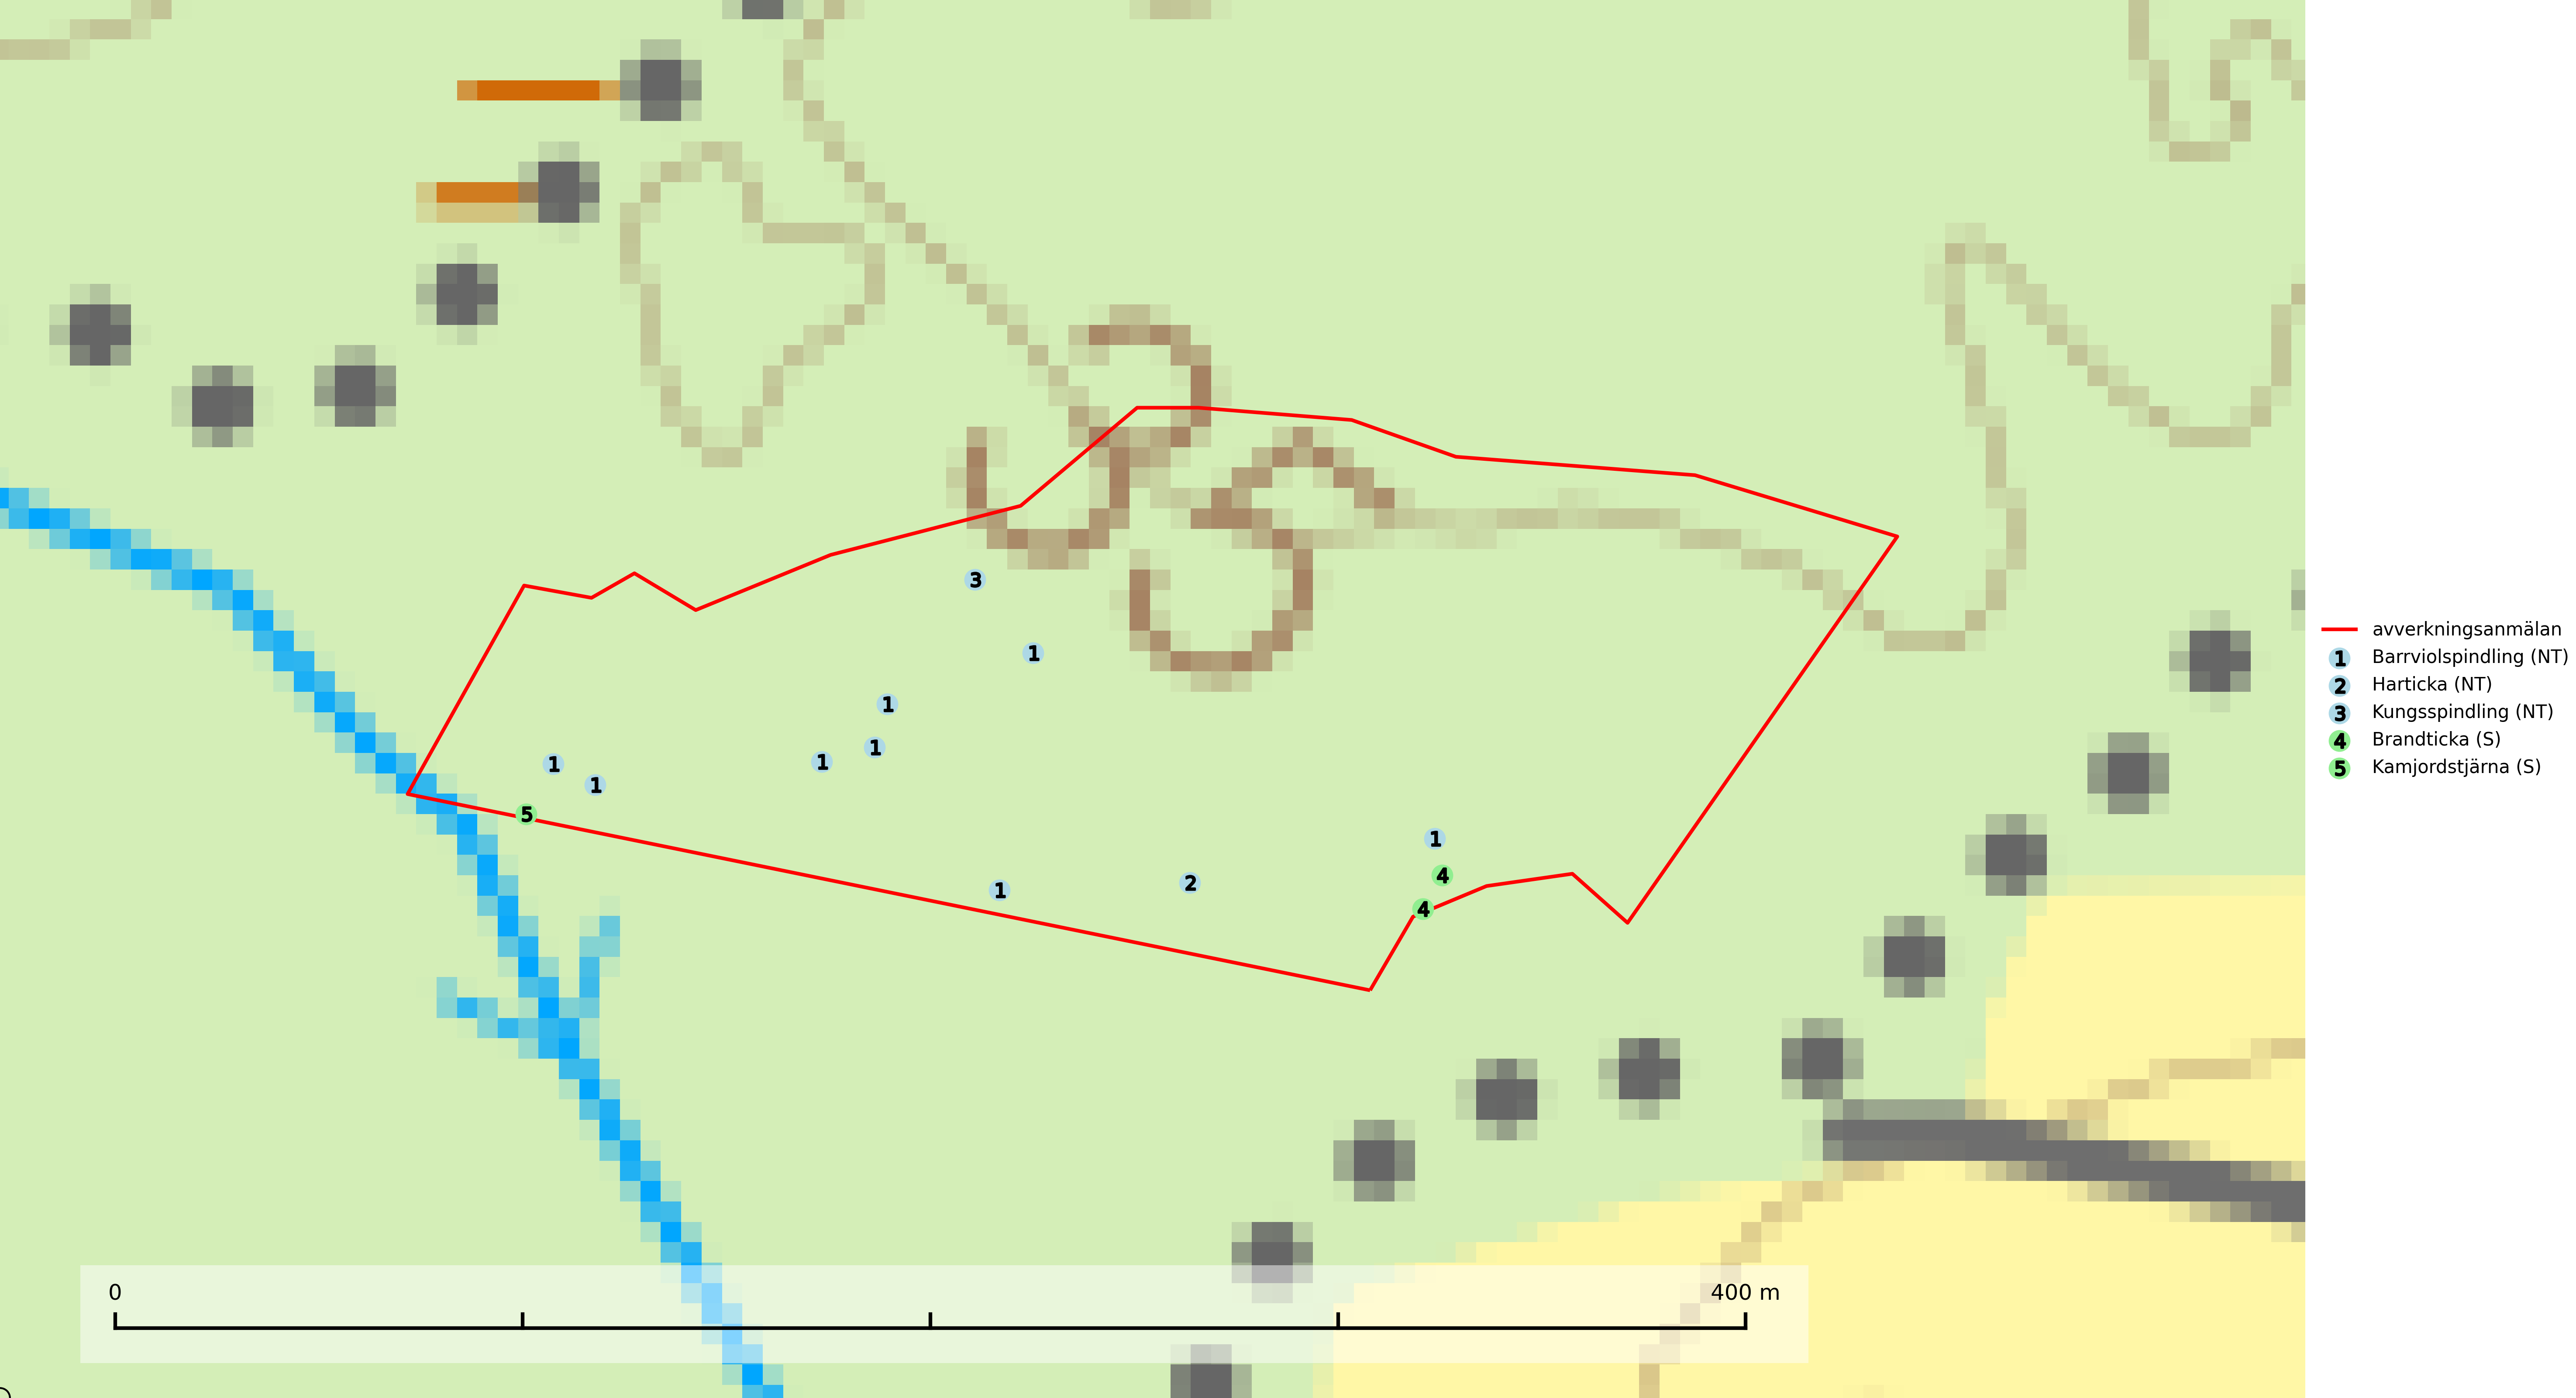 3
1
1
1
1
1
1
5
1
4
2
1
4
0 400 m
avverkningsanmälan
1 Barrviolspindling (NT)
2 Harticka (NT)
3 Kungsspindling (NT)
4 Brandticka (S)
5 Kamjordstjärna (S)